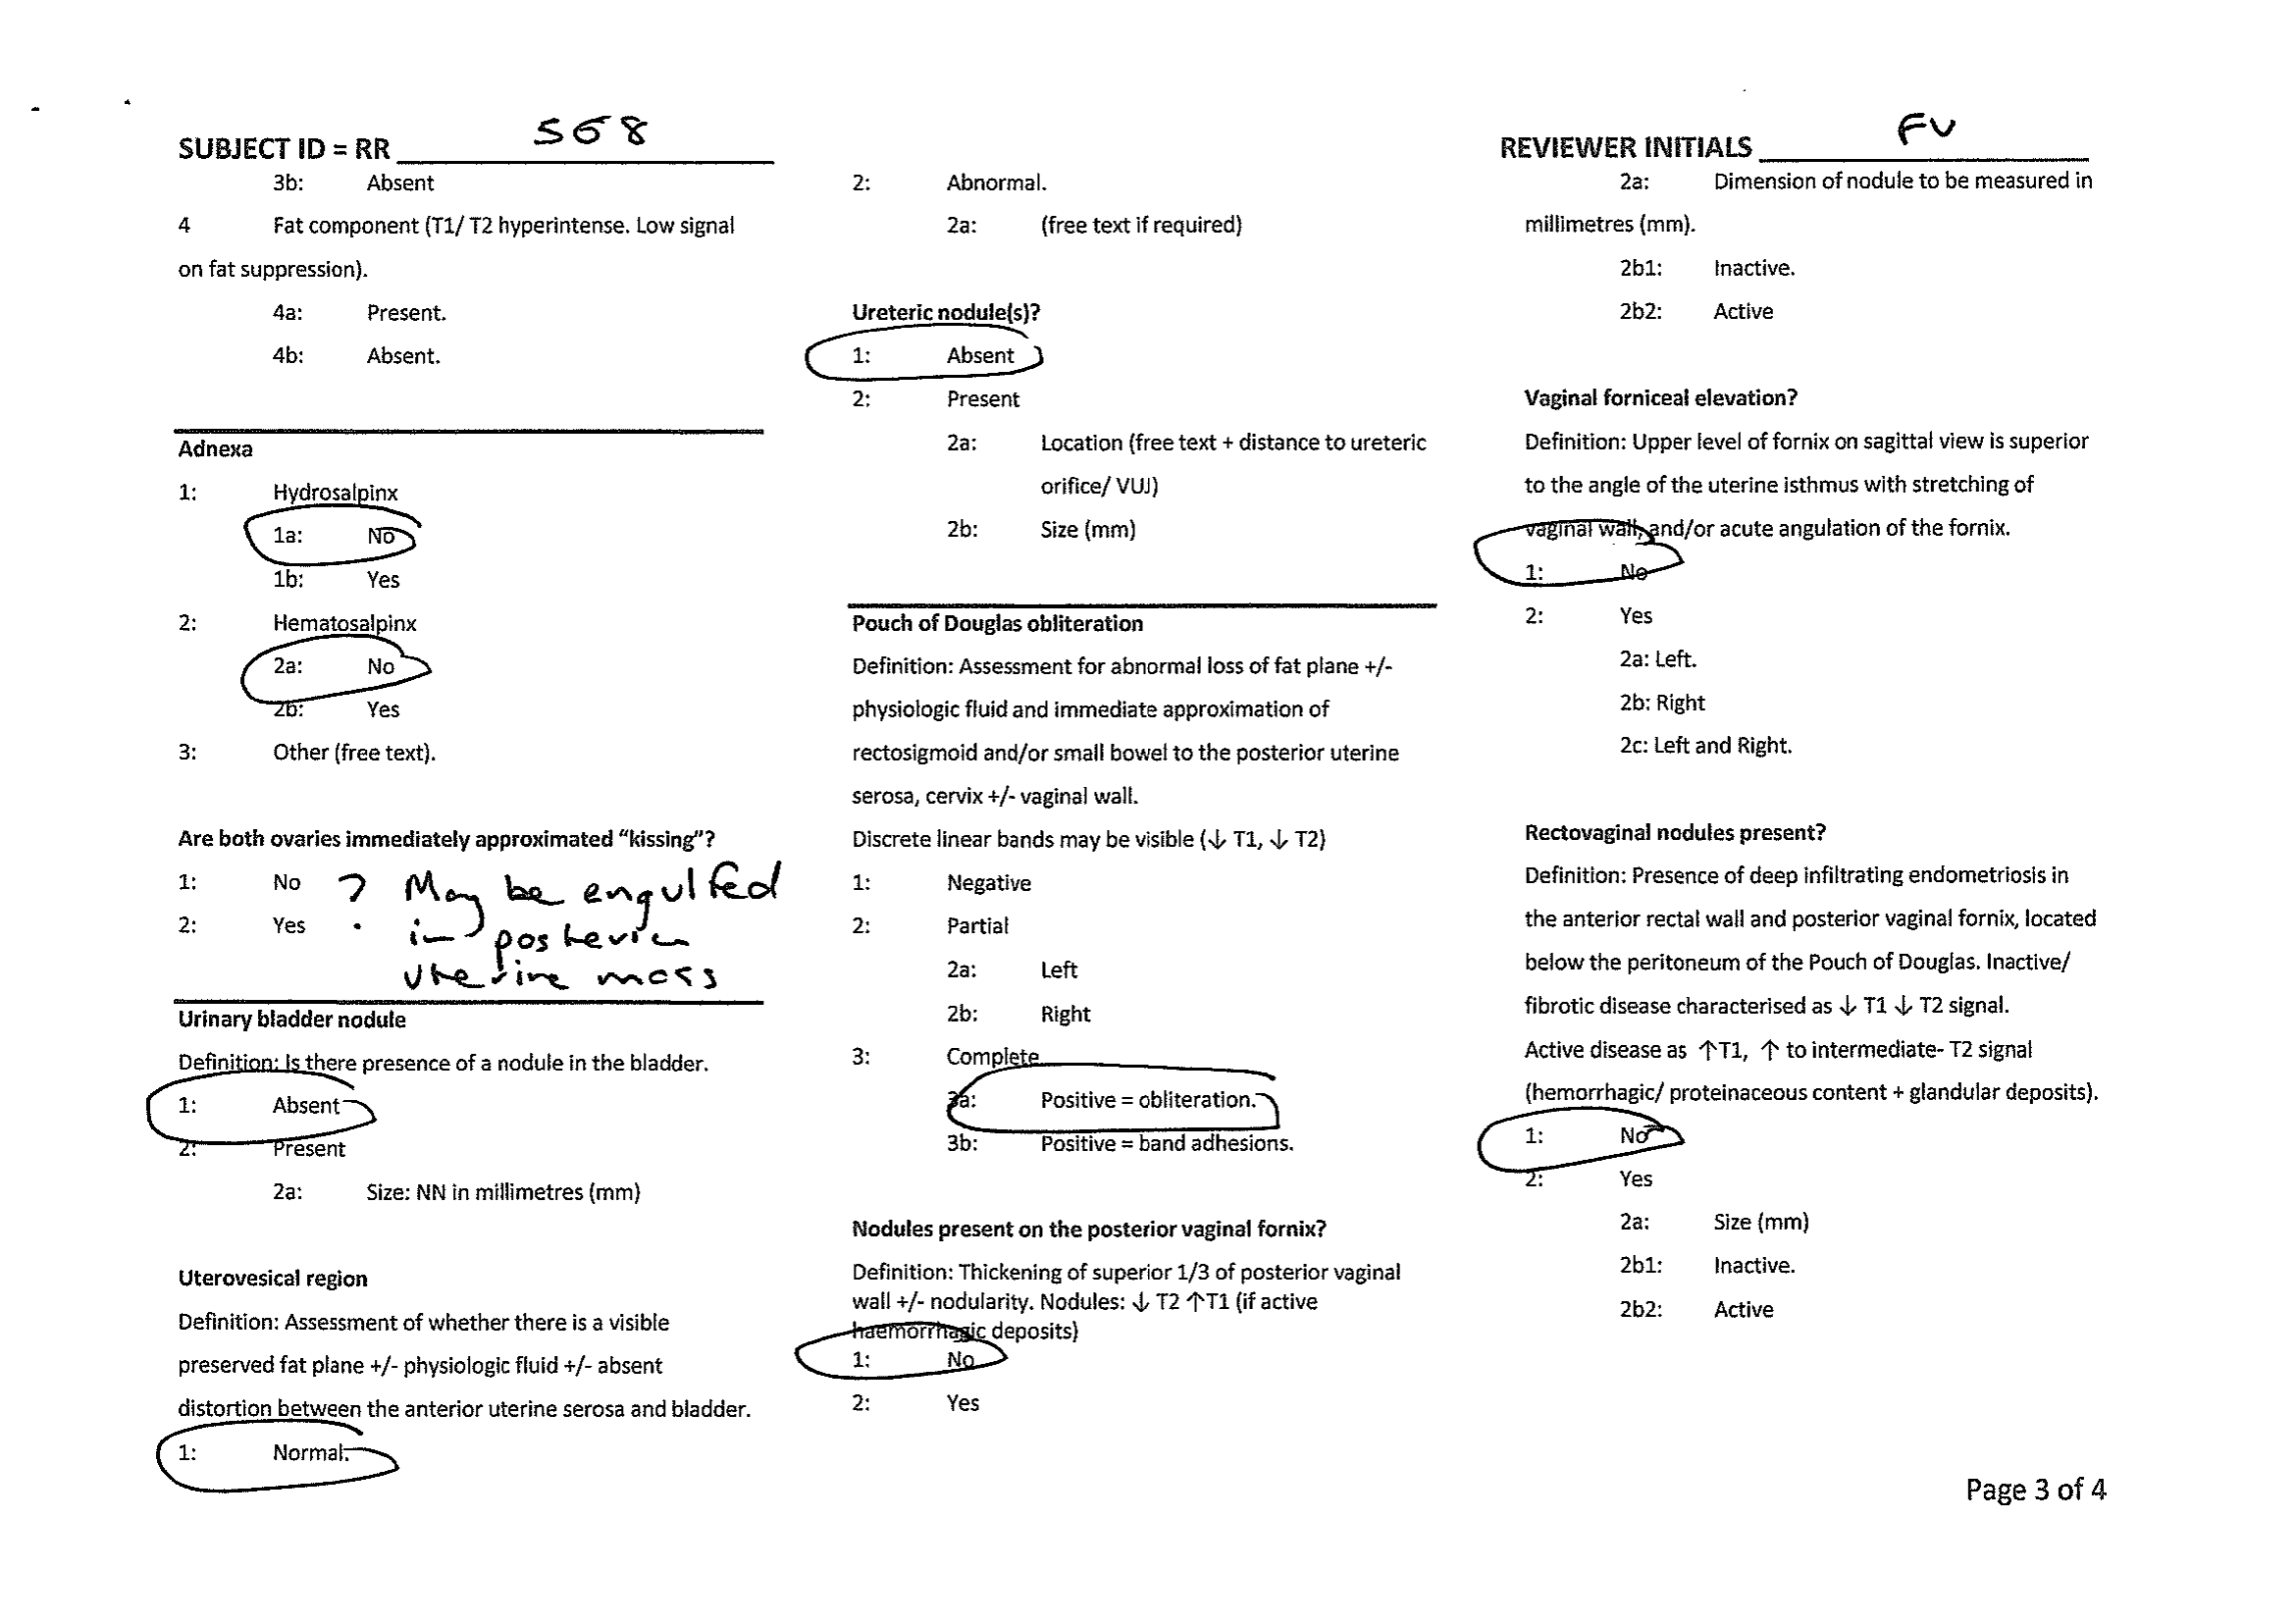 SUBJECT ID = RR 568
3b: Absent
4 Fat component (T1/ T2 hyperintense. Low signal
on fat suppression).
4a: Present.
4b: Absent.
Adnexa
1: Hydrosalpinx
1a: No
1b: Yes
2: Hematosalpinx
2a: No
2b: Yes
3: Other (free text).
Are both ovaries immediately approximated “kissing”?
1: No ? May be engulfed
2: Yes in posterior
uterine mass
Urinary bladder nodule
Definition: Is there presence of a nodule in the bladder.
1: Absent
2: Present
2a: Size: NN in millimetres (mm)
Uterovesical region
Definition: Assessment of whether there is a visible
preserved fat plane +/- physiologic fluid +/- absent
distortion between the anterior uterine serosa and bladder.
1: Normal.
2: Abnormal.
2a: (free text if required)
Ureteric nodule(s)?
1: Absent
2: Present
2a: Location (free text + distance to ureteric
orifice/ VUJ)
2b: Size (mm)
Pouch of Douglas obliteration
Definition: Assessment for abnormal loss of fat plane +/-
physiologic fluid and immediate approximation of
rectosigmoid and/or small bowel to the posterior uterine
serosa, cervix +/- vaginal wall.
Discrete linear bands may be visible (↓ T1, ↓ T2)
1: Negative
2: Partial
2a: Left
2b: Right
3: Complete
3a: Positive = obliteration.
3b: Positive = band adhesions.
Nodules present on the posterior vaginal fornix?
Definition: Thickening of superior 1/3 of posterior vaginal
wall +/- nodularity. Nodules: ↓ T2 ↑T1 (if active
haemorrhagic deposits)
1: No
2: Yes
REVIEWER INITIALS FV
2a: Dimension of nodule to be measured in
millimetres (mm).
2b1: Inactive.
2b2: Active
Vaginal forniceal elevation?
Definition: Upper level of fornix on sagittal view is superior
to the angle of the uterine isthmus with stretching of
vaginal wall, and/or acute angulation of the fornix.
1: No
2: Yes
2a: Left.
2b: Right
2c: Left and Right.
Rectovaginal nodules present?
Definition: Presence of deep infiltrating endometriosis in
the anterior rectal wall and posterior vaginal fornix, located
below the peritoneum of the Pouch of Douglas. Inactive/
fibrotic disease characterised as ↓ T1 ↓ T2 signal.
Active disease as ↑T1, ↑ to intermediate- T2 signal
(hemorrhagic/ proteinaceous content + glandular deposits).
1: No
2: Yes
2a: Size (mm)
2b1: Inactive.
2b2: Active
Page 3 of 4